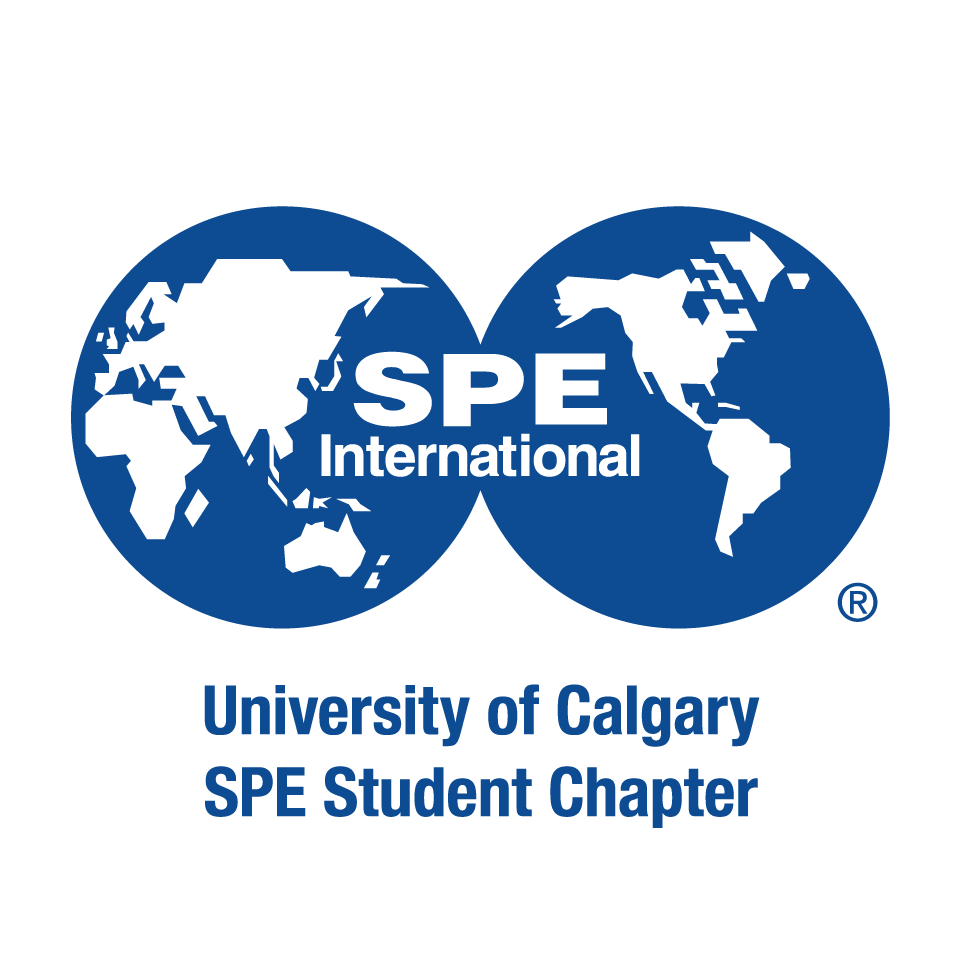 SPE
International
®
University of Calgary
SPE Student Chapter